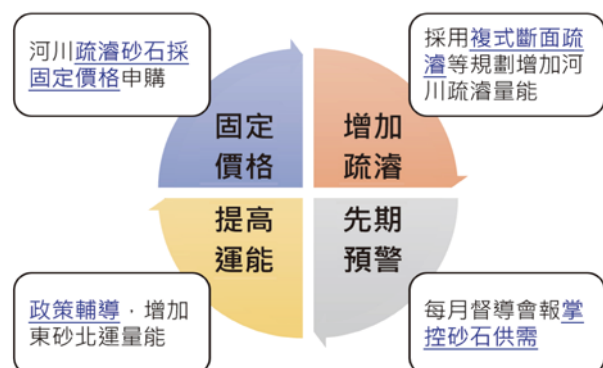 河川疏濬砂石採
固定價格申購
採用複式斷面疏
濬等規劃增加河
川疏濬量能
固定
價格
增加
疏濬
提高
運能
先期
預警
政策輔導，增加
東砂北運量能
每月督導會報掌
控砂石供需